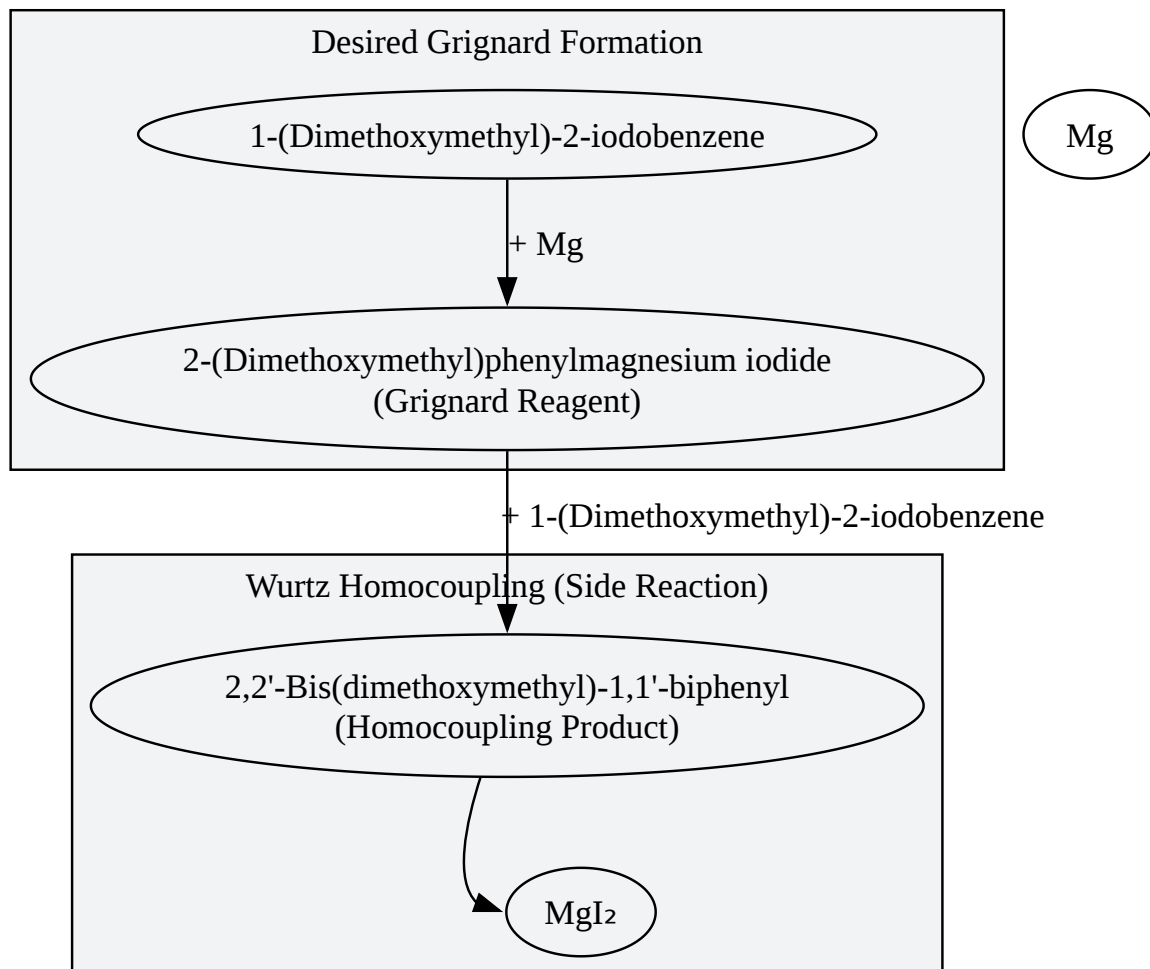 Desired Grignard Formation
1-(Dimethoxymethyl)-2-iodobenzene
Mg
+ Mg
2-(Dimethoxymethyl)phenylmagnesium iodide
(Grignard Reagent)
+ 1-(Dimethoxymethyl)-2-iodobenzene
Wurtz Homocoupling (Side Reaction)
2,2'-Bis(dimethoxymethyl)-1,1'-biphenyl
(Homocoupling Product)
MgI₂